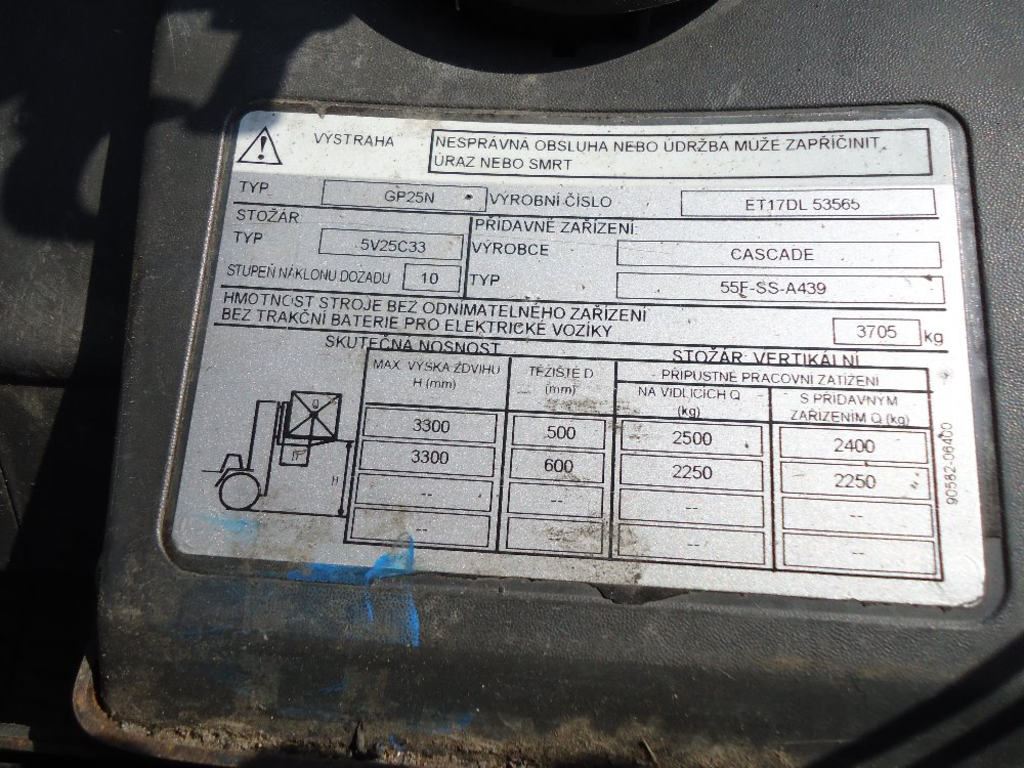 VÝSTRAHA
NESPRÁVNÁ OBSLUHA NEBO ÚDRŽBA MUŽE ZAPŘÍČINIT
ÚRAZ NEBO SMRT
TYP GP25N VÝROBNÍ ČÍSLO ET17DL 53565
STOŽÁR PŘÍDAVNÉ ZAŘÍZENÍ:
TYP 5V25C33 VÝROBCE CASCADE
STUPEŇ NÁKLONU DOZADU 10 TYP 55F-SS-A439
HMOTNOST STROJE BEZ ODNIMATELNÉHO ZAŘÍZENÍ
BEZ TRAKČNÍ BATERIE PRO ELEKTRICKÉ VOZÍKY 3705 kg
SKUTEČNÁ NOSNOST STOŽÁR VERTIKÁLNÍ
MAX. VÝŠKA ZDVIHU
H (mm)
TĚŽIŠTĚ D
(mm)
PŘÍPUSTNÉ PRACOVNÍ ZATÍŽENÍ
NA VIDLICÍCH Q
(kg)
S PŘÍDAVNÝM
ZAŘÍZENÍM Q (kg)
3300 500 2500 2400
3300 600 2250 2250
-- -- --
-- -- --
Q
H
90582-06400